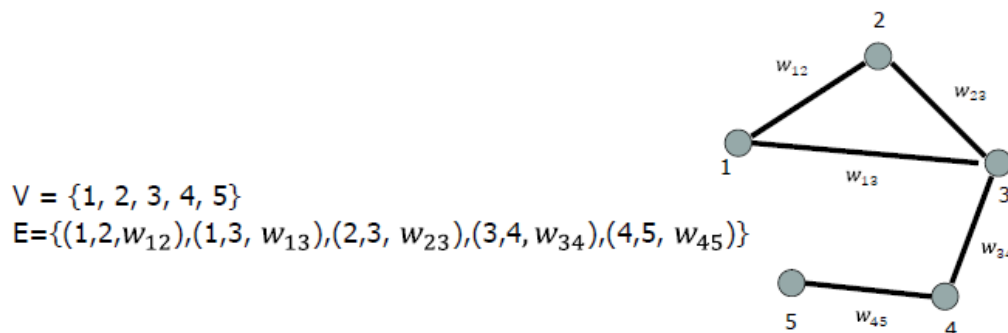 2
w₁₂
w₂₃
1
w₁₃
3
V = {1, 2, 3, 4, 5}
E={(1,2,w₁₂),(1,3, w₁₃),(2,3, w₂₃),(3,4,w₃₄),(4,5, w₄₅)}
w₃₄
5
w₄₅
4